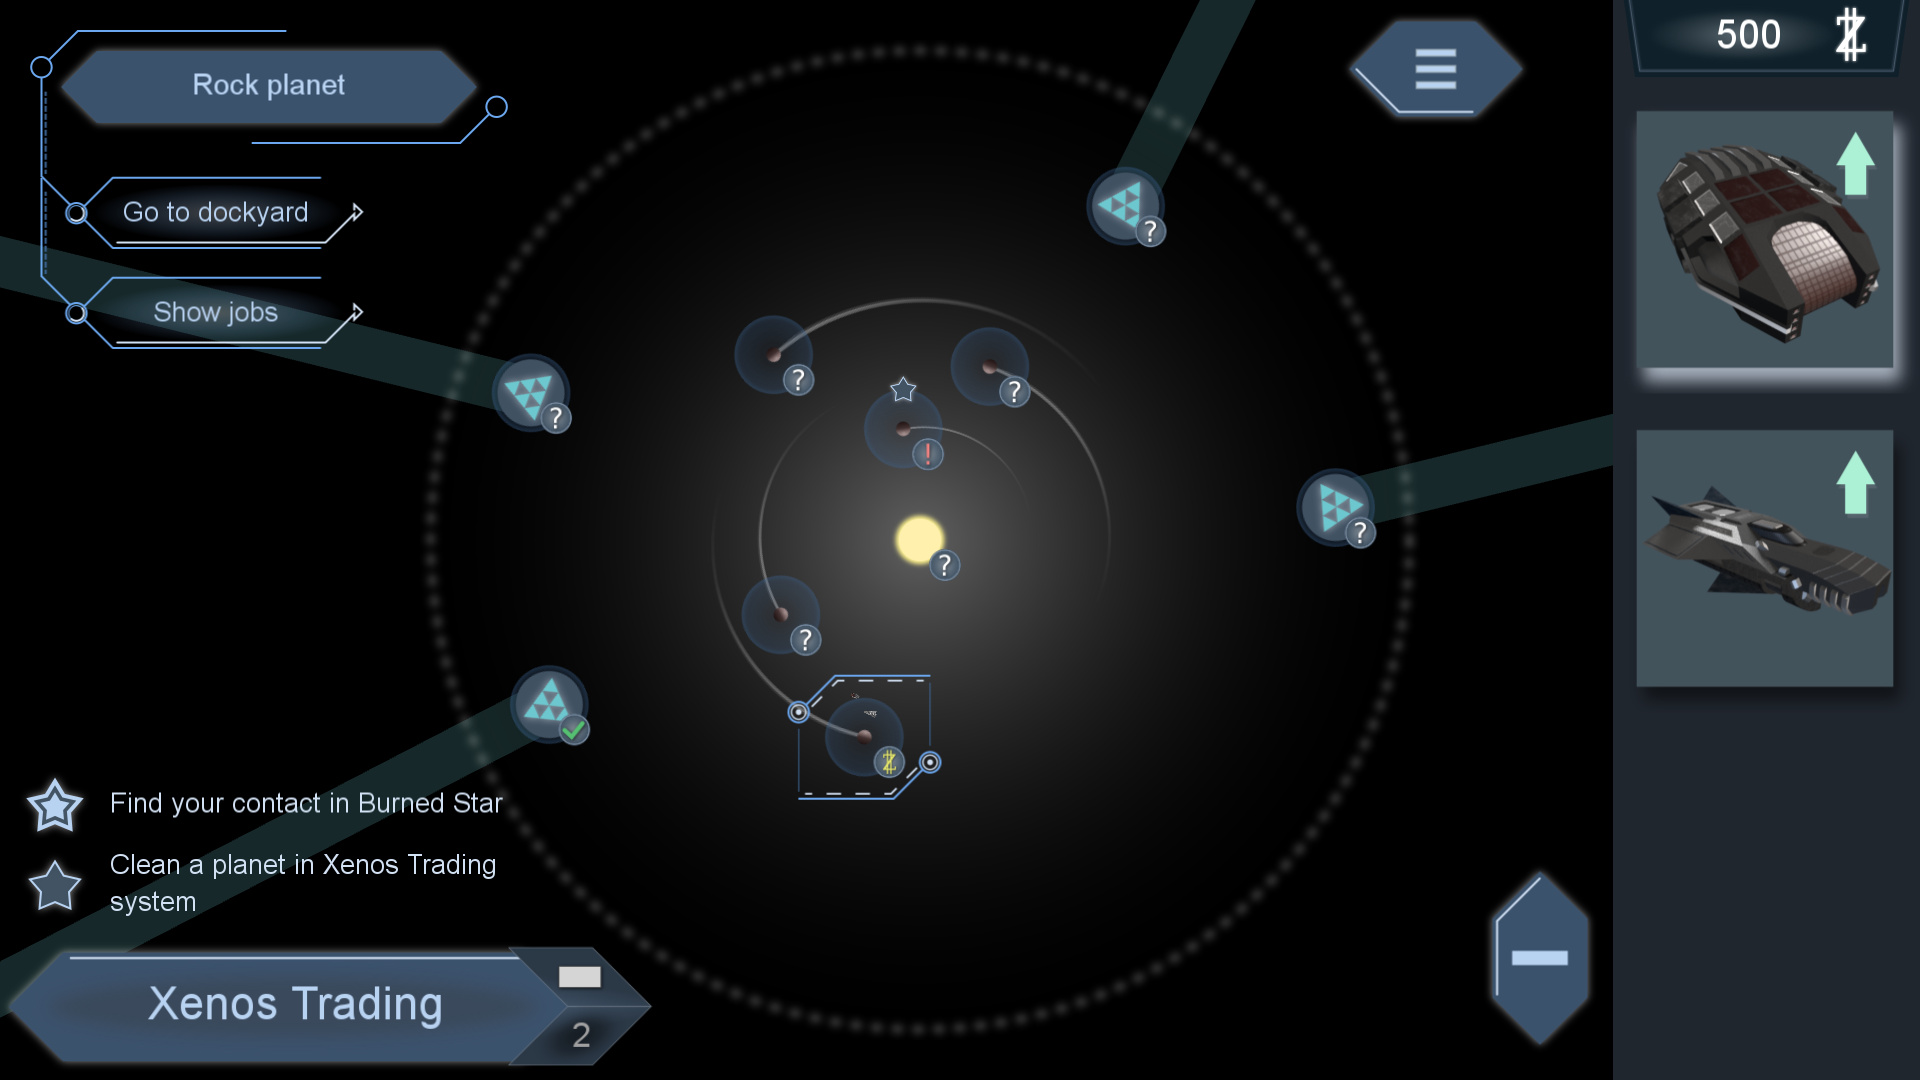 Rock planet
500
Go to dockyard
Show jobs
?
?
?
?
!
?
?
?
?
Find your contact in Burned Star
Clean a planet in Xenos Trading
system
Xenos Trading
2